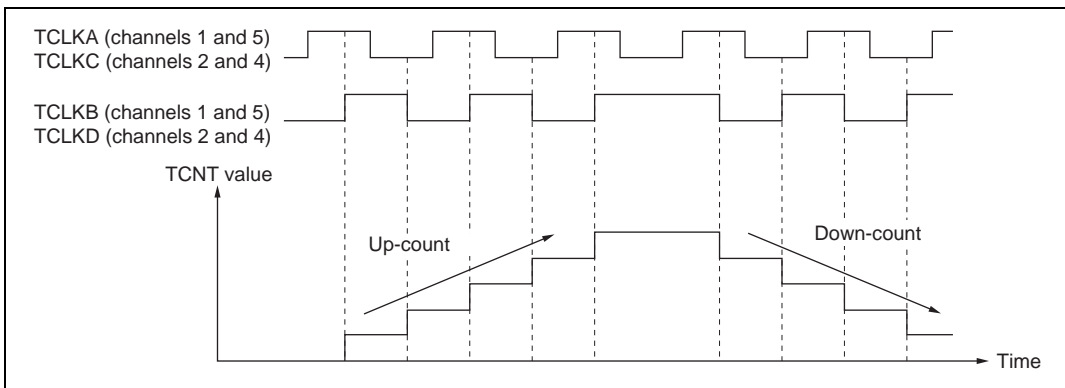 TCLKA (channels 1 and 5)
TCLKC (channels 2 and 4)
TCLKB (channels 1 and 5)
TCLKD (channels 2 and 4)
TCNT value
Up-count
Down-count
Time